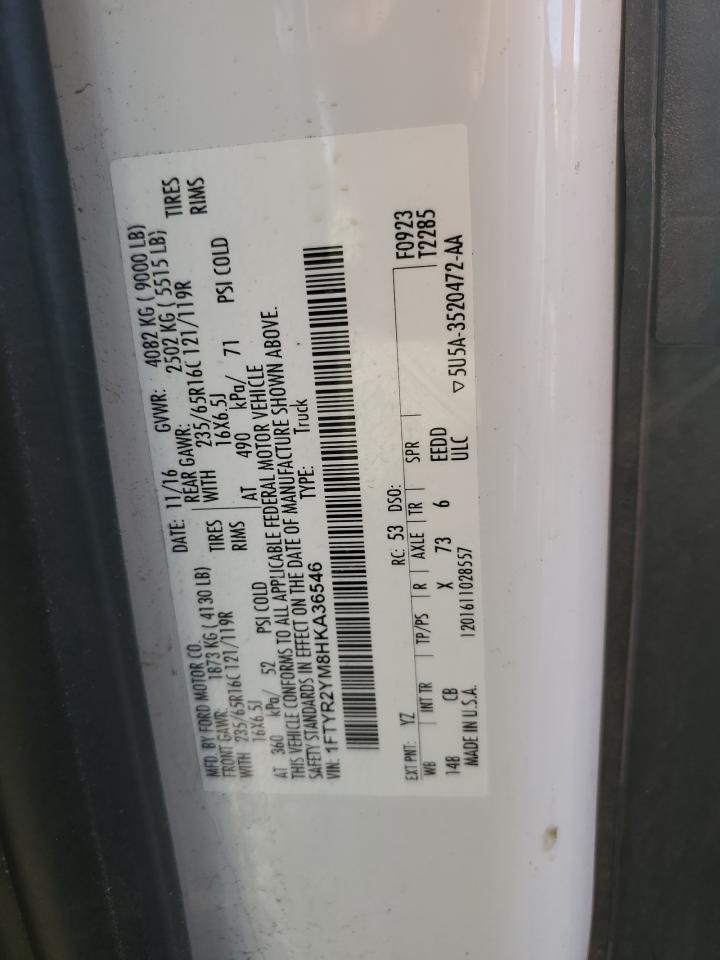 MFD. BY FORD MOTOR CO.
DATE: 11/16 GVWR: 4082 KG ( 9000 LB)
FRONT GAWR: 1873 KG ( 4130 LB) REAR GAWR: 2502 KG ( 5515 LB)
WITH 235/65R16C 121/119R TIRES WITH 235/65R16C 121/119R TIRES
16X6.5J RIMS 16X6.5J RIMS
AT 360 kPa/ 52 PSI COLD AT 490 kPa/ 71 PSI COLD
THIS VEHICLE CONFORMS TO ALL APPLICABLE FEDERAL MOTOR VEHICLE
SAFETY STANDARDS IN EFFECT ON THE DATE OF MANUFACTURE SHOWN ABOVE.
VIN: 1FTYR2YM8HKA36546 TYPE: Truck
F0923
T2285
EXT PNT: YZ RC: 53 DSO:
WB INT TR TP/PS R AXLE TR SPR
148 CB X 73 6 EEDD
MADE IN U.S.A. 1201611028557 ULC
▽5U5A-3520472-AA